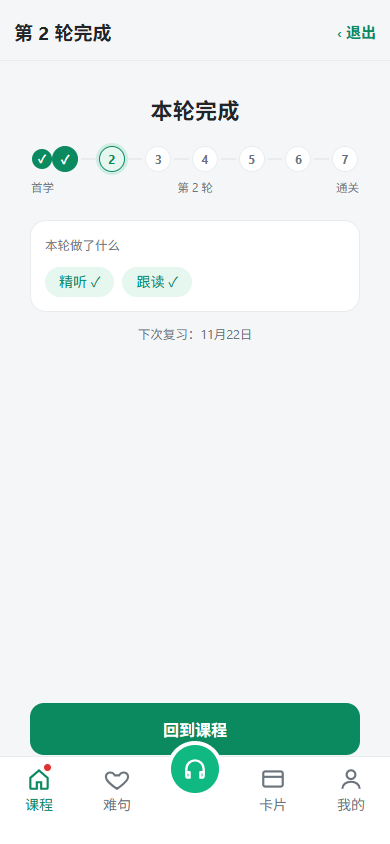 第 2 轮完成
‹ 退出
本轮完成
✓ ✓ 2 3 4 5 6 7
首学 第 2 轮 通关
本轮做了什么
精听 ✓ 跟读 ✓
下次复习：11月22日
回到课程
课程 难句 卡片 我的